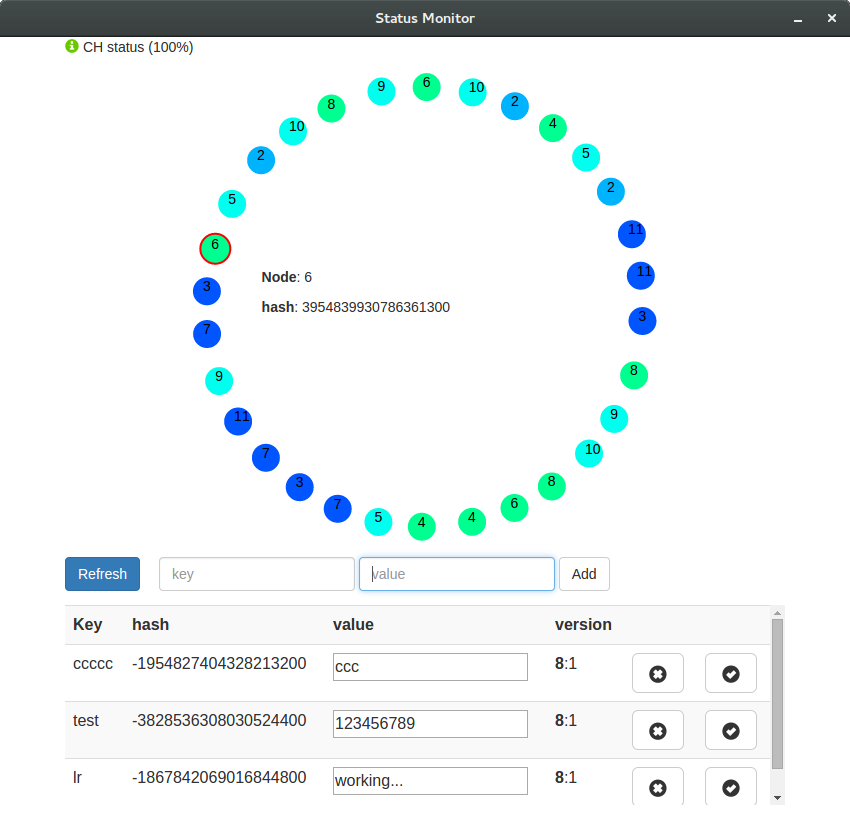 Status Monitor
CH status (100%)
6
9
10
8
2
10
4
5
2
2
5
11
6
11
3
3
7
8
9
9
11
10
7
8
3
6
7
5
4
4
Node: 6
hash: 3954839930786361300
Refresh
key
value
Add
Key hash value version
ccccc -1954827404328213200 ccc 8:1
test -3828536308030524400 123456789 8:1
lr -1867842069016844800 working... 8:1